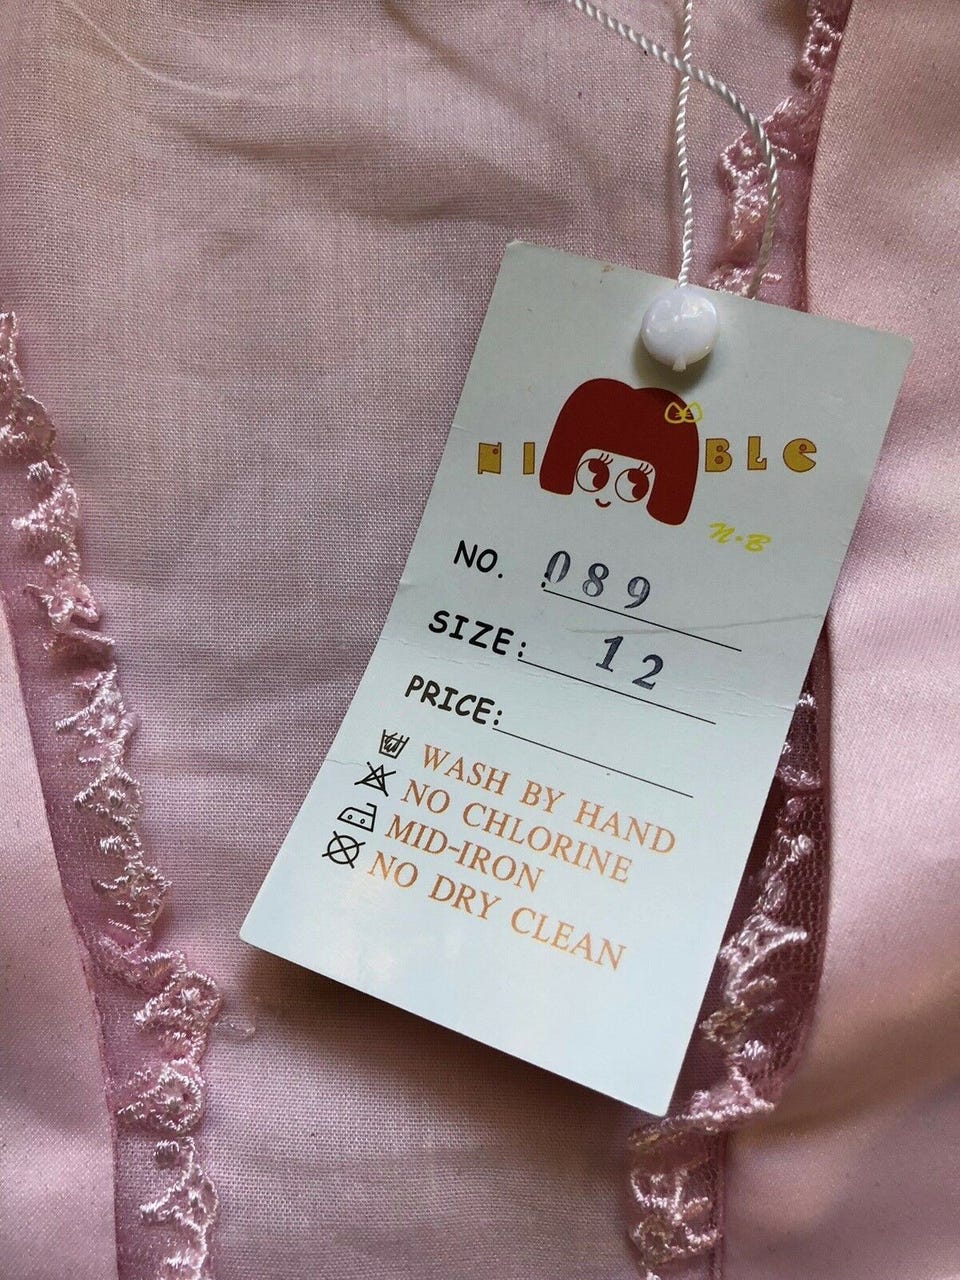 NI BLE
N·B
NO.: 089
SIZE: 12
PRICE:
WASH BY HAND
NO CHLORINE
MID-IRON
NO DRY CLEAN